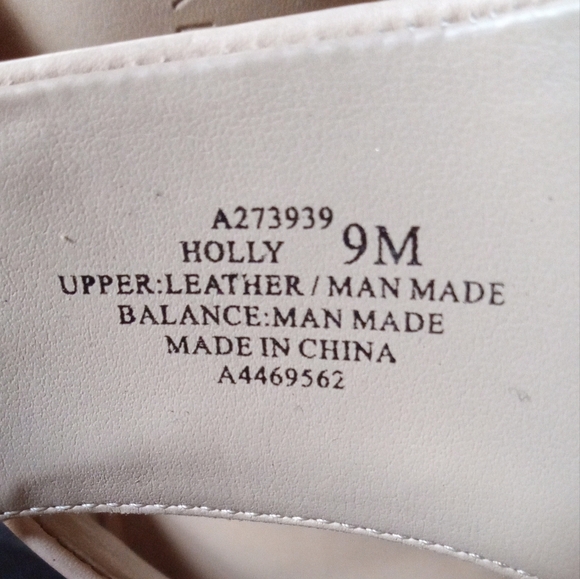 A273939
HOLLY 9M
UPPER:LEATHER / MAN MADE
BALANCE:MAN MADE
MADE IN CHINA
A4469562